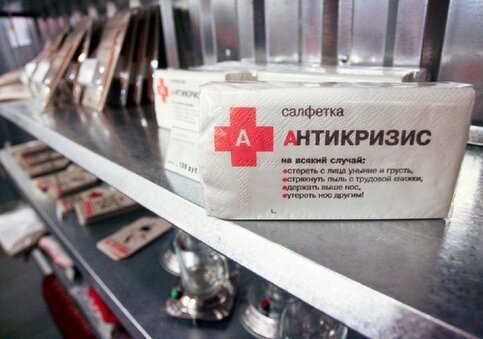 салфетка
А
АНТИКРИЗИС
на всякий случай:
стереть с лица уныние и грусть,
стряхнуть пыль с трудовой книжки,
держать выше нос,
утереть нос другим!
А
АНТИКРИЗИС